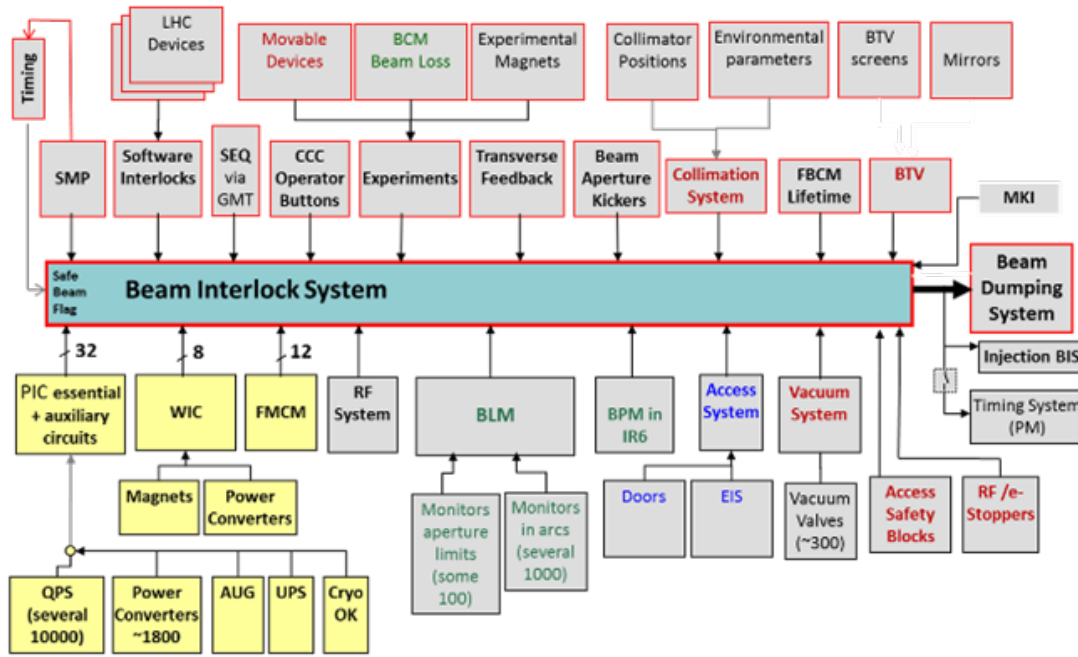 Timing
LHC
Devices
Movable
Devices
BCM
Beam Loss
Experimental
Magnets
Collimator
Positions
Environmental
parameters
BTV
screens
Mirrors
SMP
Software
Interlocks
SEQ
via
GMT
CCC
Operator
Buttons
Experiments
Transverse
Feedback
Beam
Aperture
Kickers
Collimation
System
FBCM
Lifetime
BTV
MKI
Safe
Beam
Flag
Beam Interlock System
Beam
Dumping
System
32
8
12
Injection BIS
Timing System
(PM)
PIC essential
+ auxiliary
circuits
WIC
FMCM
RF
System
BLM
BPM in
IR6
Access
System
Vacuum
System
Magnets
Power
Converters
Monitors
aperture
limits
(some
100)
Monitors
in arcs
(several
1000)
Doors
EIS
Vacuum
Valves
(~300)
Access
Safety
Blocks
RF /e-
Stoppers
QPS
(several
10000)
Power
Converters
~1800
AUG
UPS
Cryo
OK